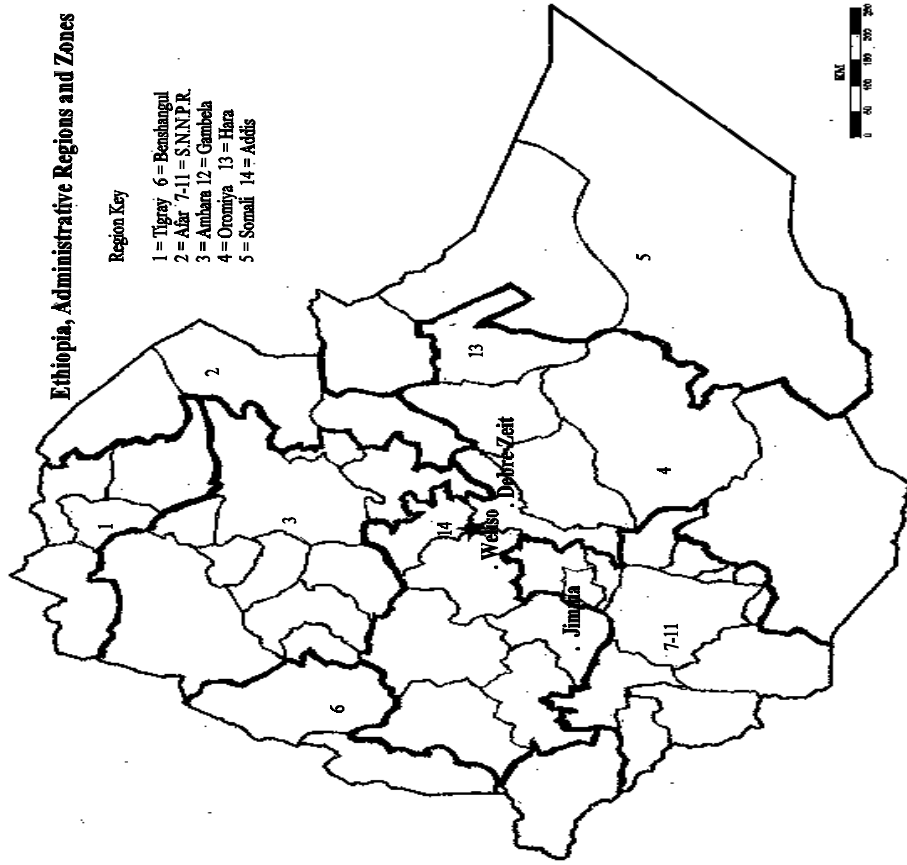 Ethiopia, Administrative Regions and Zones
Region Key
1 = Tigray 6 = Benshangul
2 = Afar 7-11 = S.N.N.P.R.
3 = Amhara 12 = Gambela
4 = Oromiya 13 = Hara
5 = Somali 14 = Addis
1
2
3
6
13
14
Debre-Zeit
Weliso
Jimma
5
4
7-11
KM
0 50 100 150 200 250